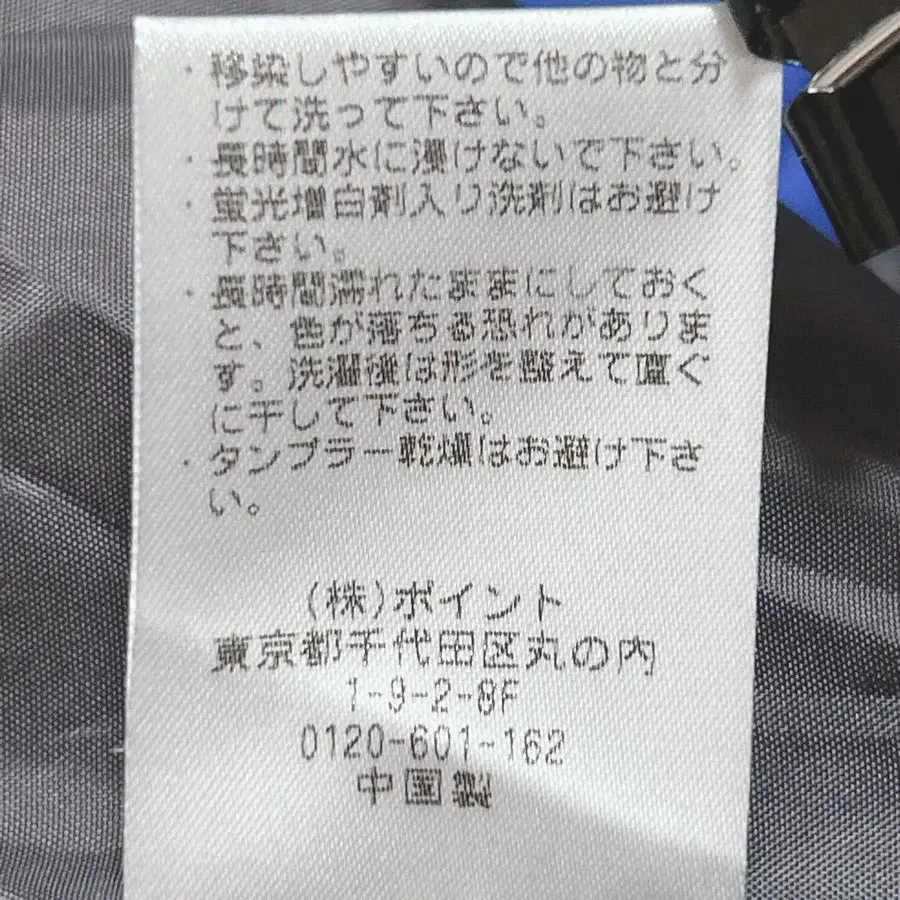 ・移染しやすいので他の物と分
けて洗って下さい。
・長時間水に浸けないで下さい。
・蛍光増白剤入り洗剤はお避け
下さい。
・長時間濡れたままにしておく
と、色が落ちる恐れがありま
す。洗濯後は形を整えて直ぐ
に干して下さい。
・タンブラー乾燥はお避け下さ
い。
(株)ポイント
東京都千代田区丸の内
1-9-2-8F
0120-601-162
中国製